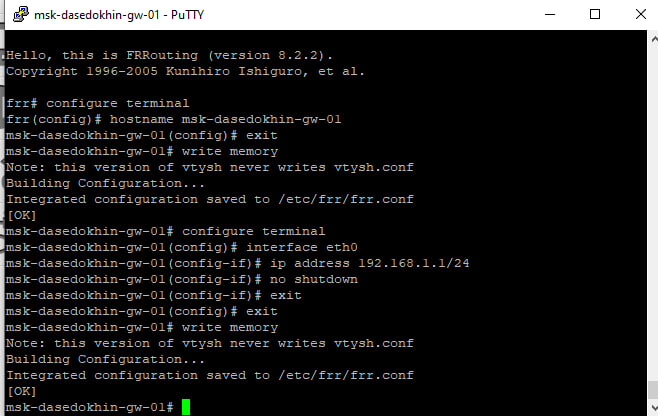 msk-dasedokhin-gw-01 - PuTTY
Hello, this is FRRouting (version 8.2.2).
Copyright 1996-2005 Kunihiro Ishiguro, et al.
frr# configure terminal
frr(config)# hostname msk-dasedokhin-gw-01
msk-dasedokhin-gw-01(config)# exit
msk-dasedokhin-gw-01# write memory
Note: this version of vtysh never writes vtysh.conf
Building Configuration...
Integrated configuration saved to /etc/frr/frr.conf
[OK]
msk-dasedokhin-gw-01# configure terminal
msk-dasedokhin-gw-01(config)# interface eth0
msk-dasedokhin-gw-01(config-if)# ip address 192.168.1.1/24
msk-dasedokhin-gw-01(config-if)# no shutdown
msk-dasedokhin-gw-01(config-if)# exit
msk-dasedokhin-gw-01(config)# exit
msk-dasedokhin-gw-01# write memory
Note: this version of vtysh never writes vtysh.conf
Building Configuration...
Integrated configuration saved to /etc/frr/frr.conf
[OK]
msk-dasedokhin-gw-01#